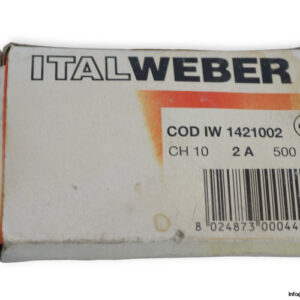 ITALWEBER
COD IW 1421002
CH 10 2 A 500
8 024873 00044